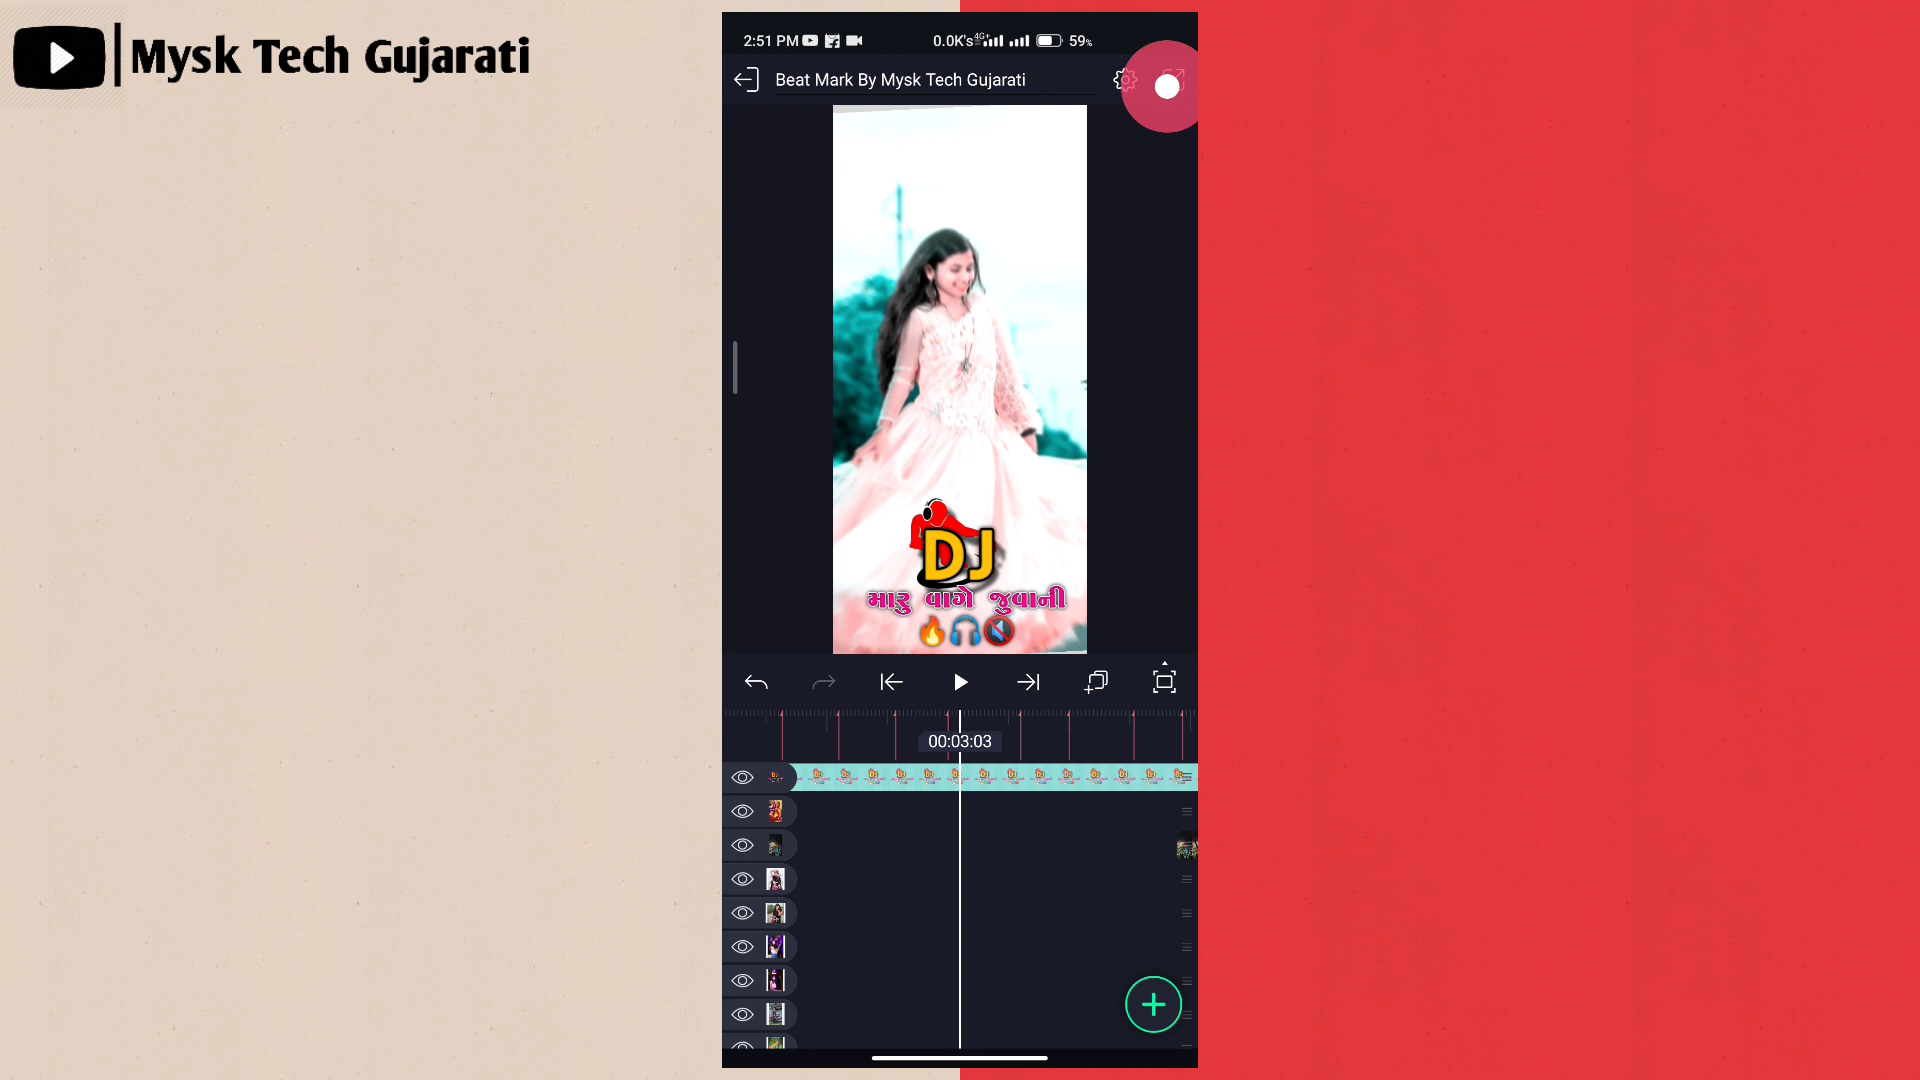 Mysk Tech Gujarati
2:51 PM
0.0K's 4G+ 59%
Beat Mark By Mysk Tech Gujarati
DJ
મારુ વાગે જુવાની
00:03:03